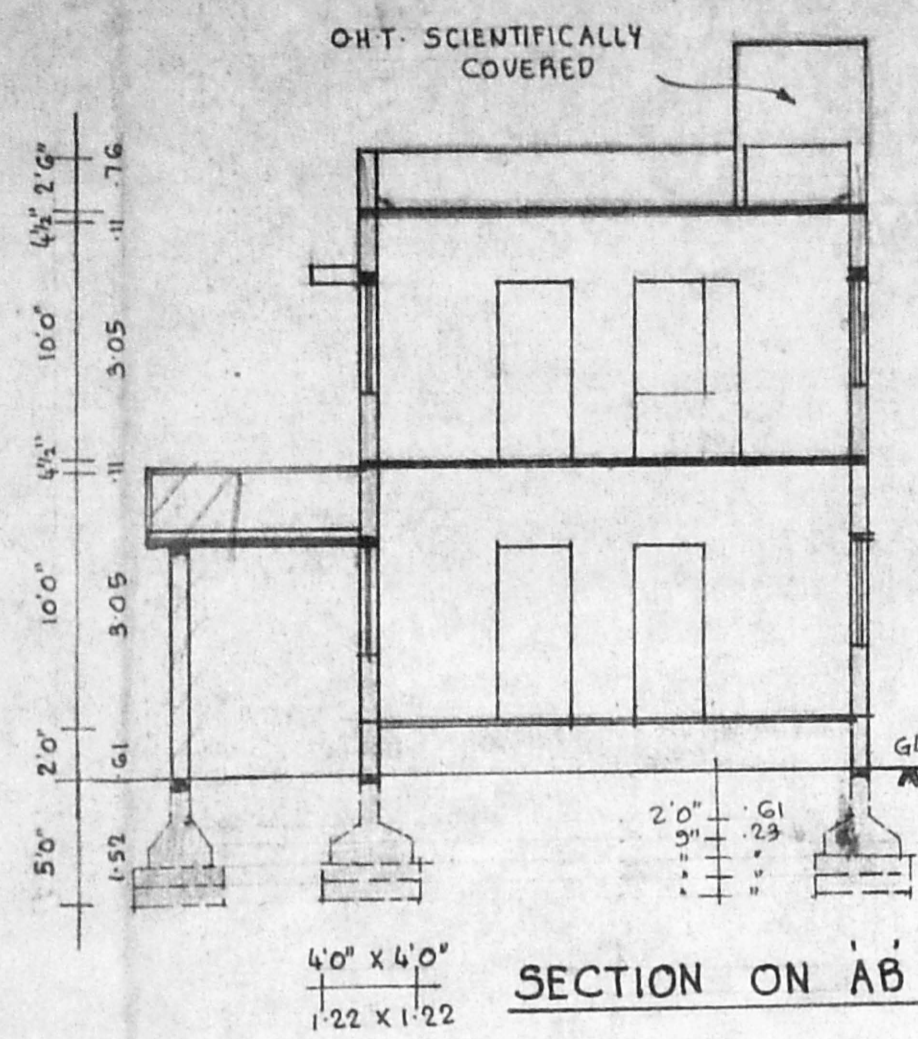 O.H.T. SCIENTIFICALLY
COVERED
2'6" .76
4½" .11
10'0" 3.05
4½" .11
10'0" 3.05
2'0" .61
5'0" 1.52
GL
2'0" .61
9" .23
" "
" "
" "
4'0" X 4'0"
1.22 X 1.22
SECTION ON 'AB'